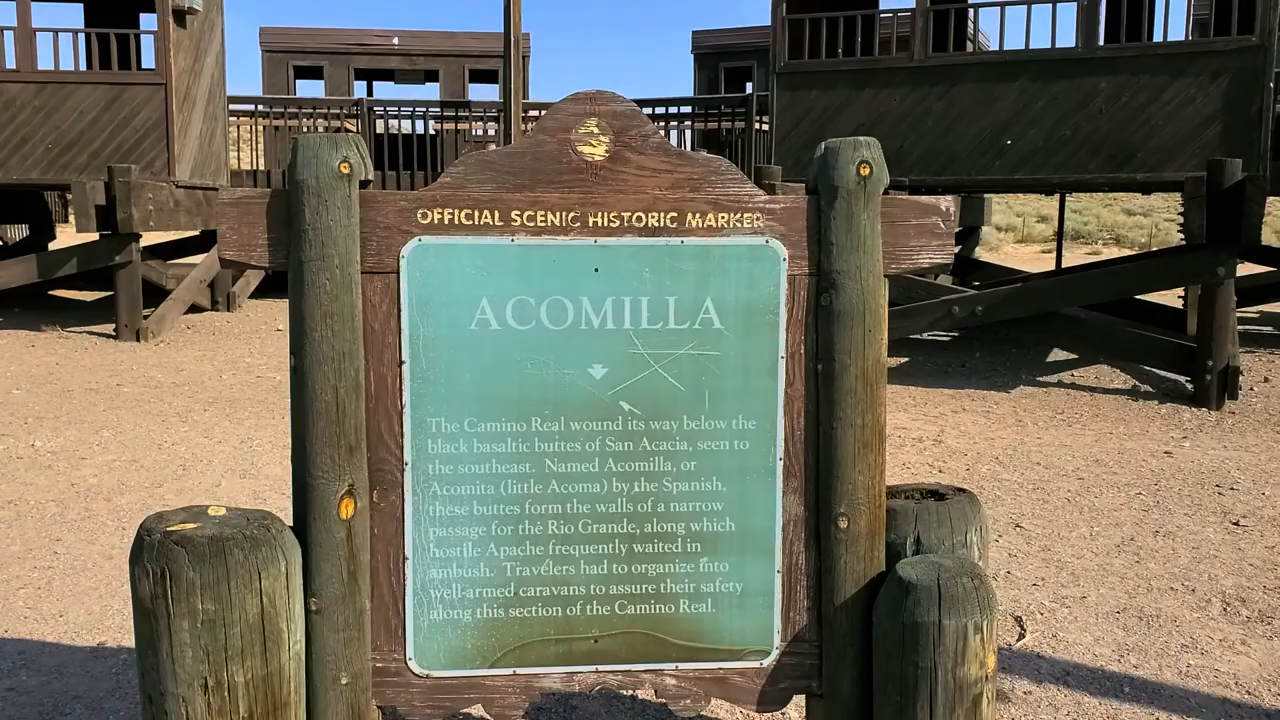 OFFICIAL SCENIC HISTORIC MARKER
ACOMILLA
The Camino Real wound its way below the
black basaltic buttes of San Acacia, seen to
the southeast. Named Acomilla, or
Acomita (little Acoma) by the Spanish,
these buttes form the walls of a narrow
passage for the Rio Grande, along which
hostile Apache frequently waited in
ambush. Travelers had to organize into
well-armed caravans to assure their safety
along this section of the Camino Real.